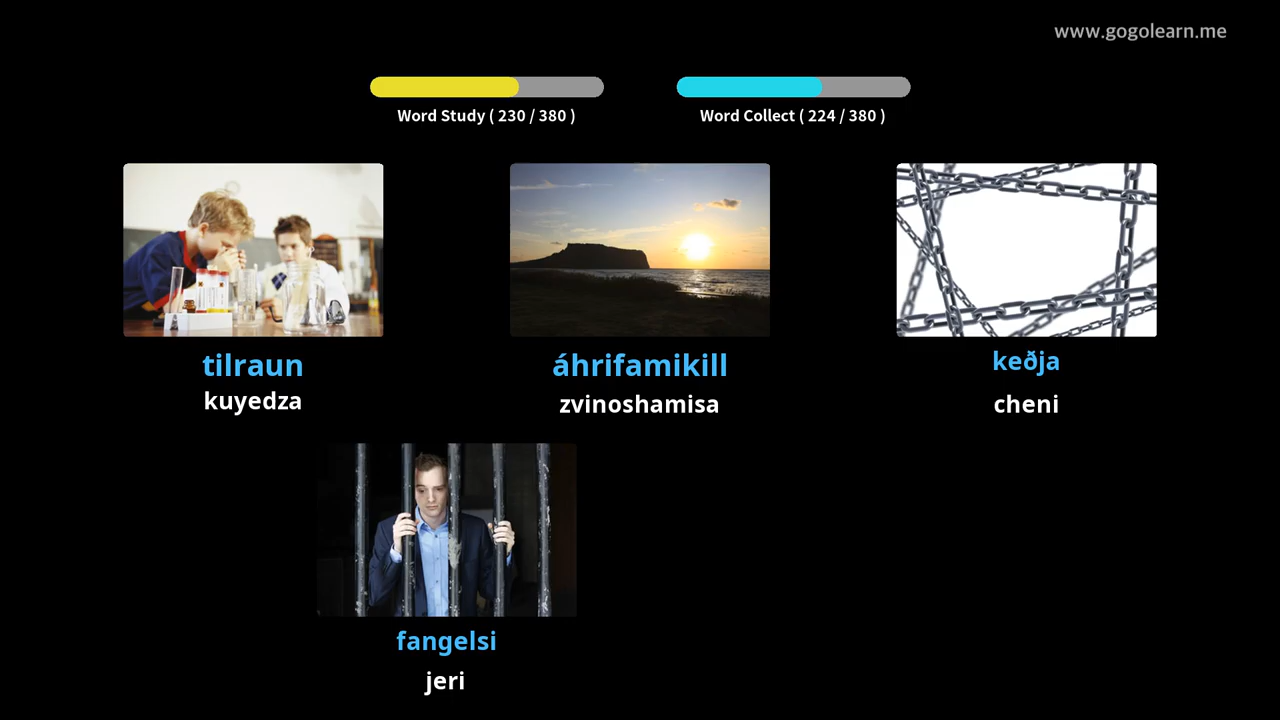 www.gogolearn.me
Word Study ( 230 / 380 )
Word Collect ( 224 / 380 )
tilraun
kuyedza
áhrifamikill
zvinoshamisa
keðja
cheni
fangelsi
jeri